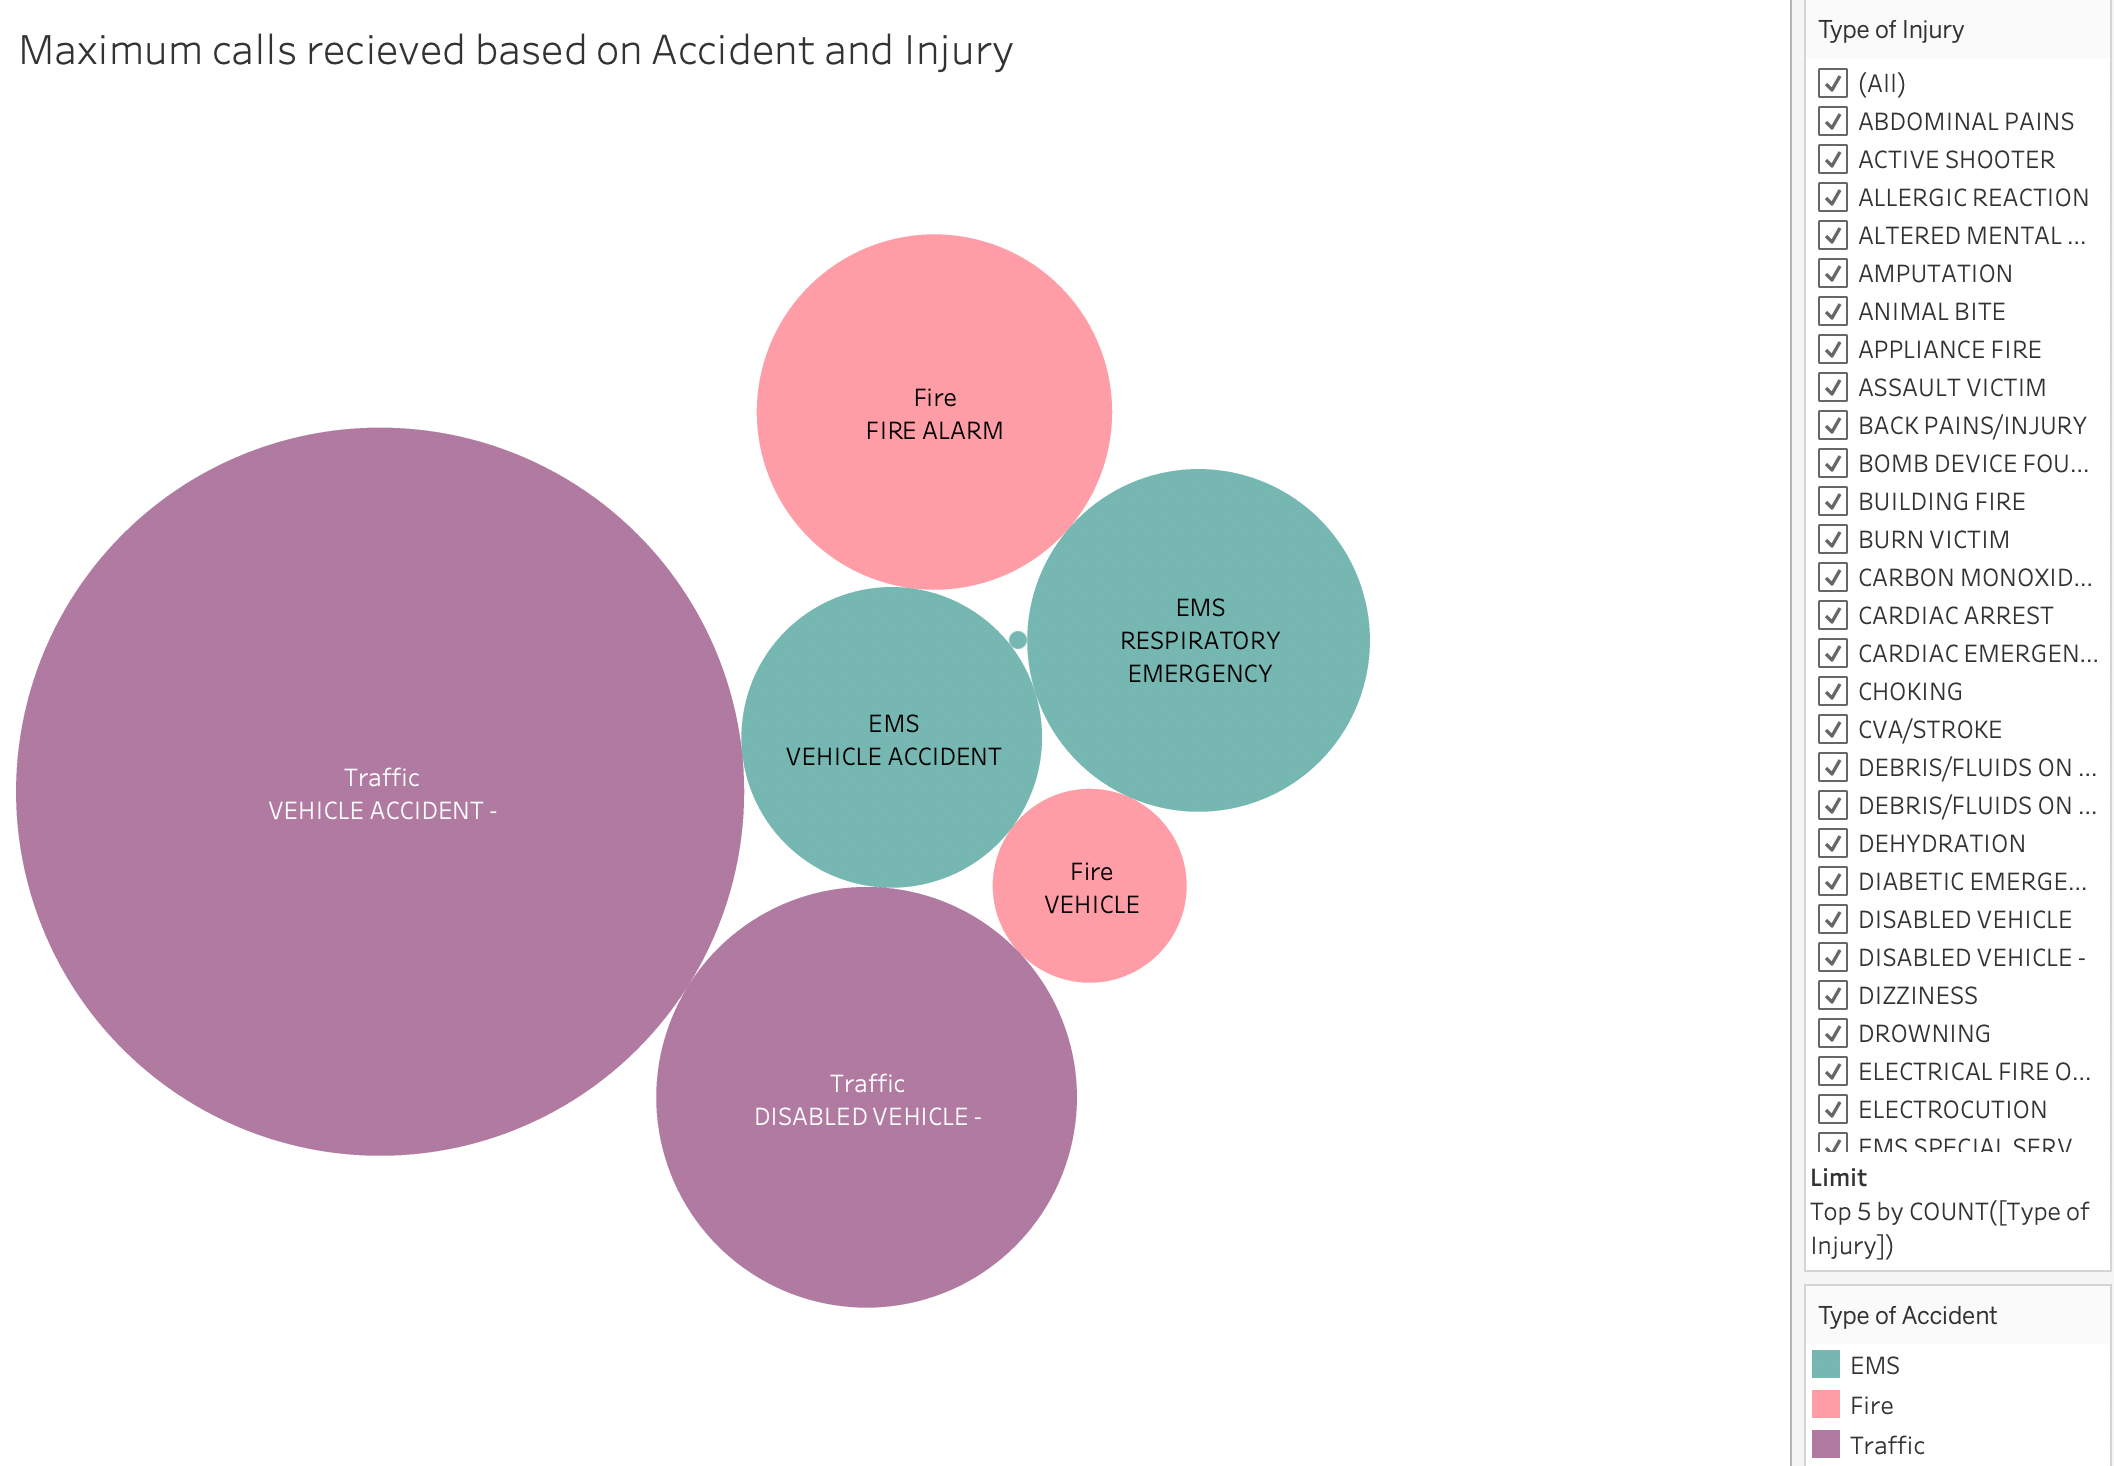 Maximum calls recieved based on Accident and Injury
Fire
FIRE ALARM
EMS
RESPIRATORY
EMERGENCY
EMS
VEHICLE ACCIDENT
Traffic
VEHICLE ACCIDENT -
Fire
VEHICLE
Traffic
DISABLED VEHICLE -
Type of Injury
(All)
ABDOMINAL PAINS
ACTIVE SHOOTER
ALLERGIC REACTION
ALTERED MENTAL ...
AMPUTATION
ANIMAL BITE
APPLIANCE FIRE
ASSAULT VICTIM
BACK PAINS/INJURY
BOMB DEVICE FOU...
BUILDING FIRE
BURN VICTIM
CARBON MONOXID...
CARDIAC ARREST
CARDIAC EMERGEN...
CHOKING
CVA/STROKE
DEBRIS/FLUIDS ON ...
DEBRIS/FLUIDS ON ...
DEHYDRATION
DIABETIC EMERGE...
DISABLED VEHICLE
DISABLED VEHICLE -
DIZZINESS
DROWNING
ELECTRICAL FIRE O...
ELECTROCUTION
EMS SPECIAL SERV
Limit
Top 5 by COUNT([Type of
Injury])
Type of Accident
EMS
Fire
Traffic